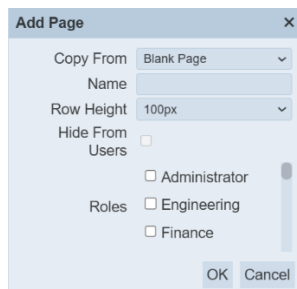 Add Page
Copy From Blank Page
Name
Row Height 100px
Hide From
Users
Administrator
Roles Engineering
Finance
OK Cancel